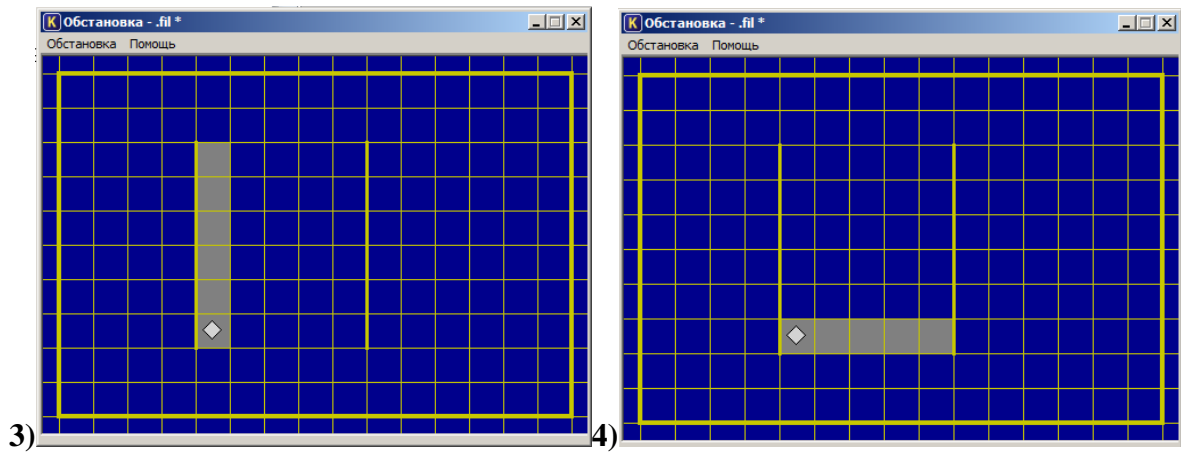 Обстановка - .fil *
Обстановка Помощь
3)
Обстановка - .fil *
Обстановка Помощь
4)